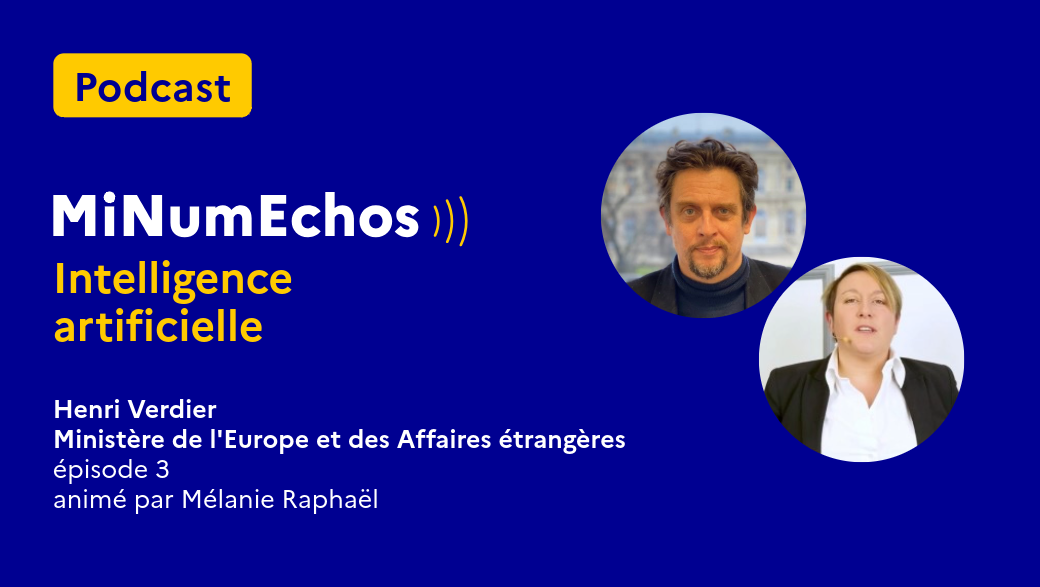 Podcast
MiNumEchos
Intelligence
artificielle
Henri Verdier
Ministère de l'Europe et des Affaires étrangères
épisode 3
animé par Mélanie Raphaël